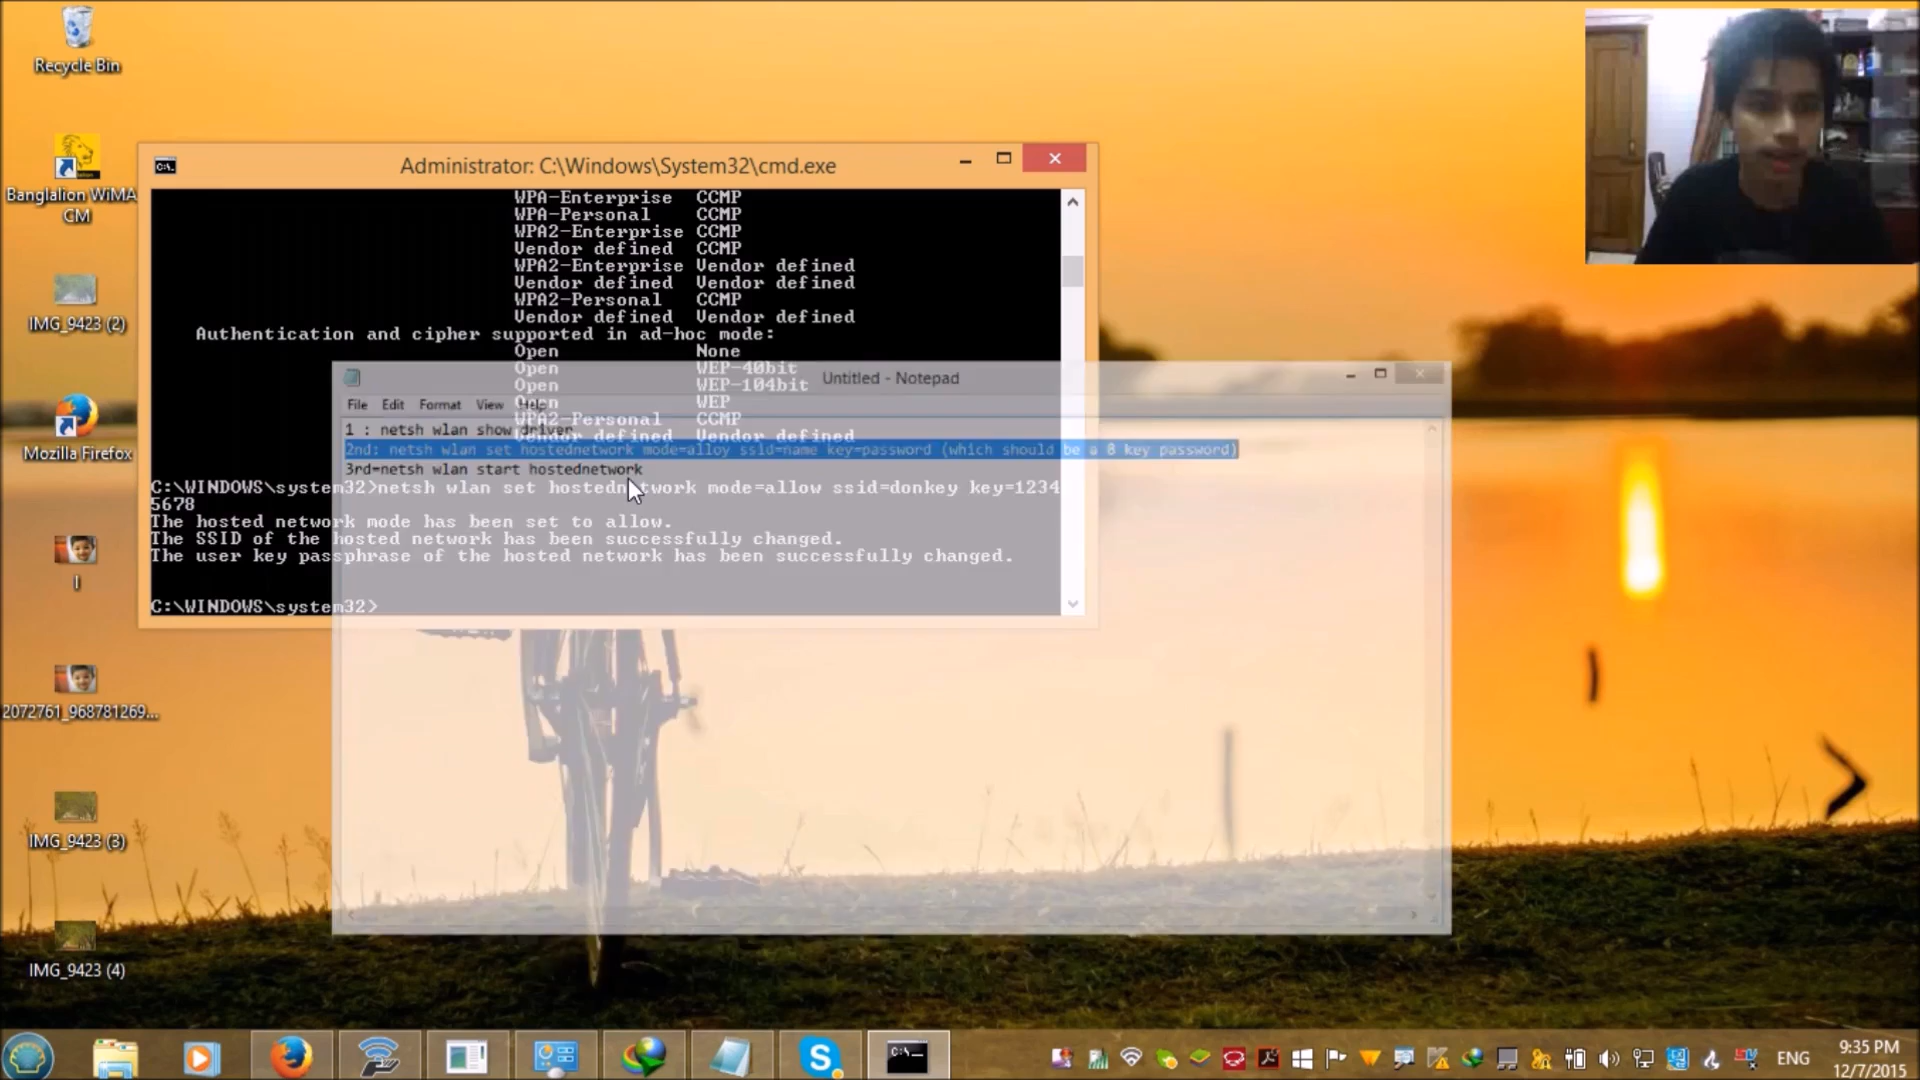 Recycle Bin
Banglalion WiMA
CM
IMG_9423 (2)
Mozilla Firefox
I
2072761_968781269...
IMG_9423 (3)
IMG_9423 (4)
Administrator: C:\Windows\System32\cmd.exe
WPA-Enterprise CCMP
WPA-Personal CCMP
WPA2-Enterprise CCMP
Vendor defined CCMP
WPA2-Enterprise Vendor defined
Vendor defined Vendor defined
WPA2-Personal CCMP
Vendor defined Vendor defined
Authentication and cipher supported in ad-hoc mode:
Open None
Open WEP-40bit
Open WEP-104bit
Open WEP
WPA2-Personal CCMP
Vendor defined Vendor defined
C:\WINDOWS\system32>netsh wlan set hostednetwork mode=allow ssid=donkey key=1234
5678
The hosted network mode has been set to allow.
The SSID of the hosted network has been successfully changed.
The user key passphrase of the hosted network has been successfully changed.
C:\WINDOWS\system32>
Untitled - Notepad
File Edit Format View Help
1 : netsh wlan show driver
2nd: netsh wlan set hostednetwork mode=alloy ssid=name key=password (which should be a 8 key password)
3rd=netsh wlan start hostednetwork
ENG
9:35 PM
12/7/2015